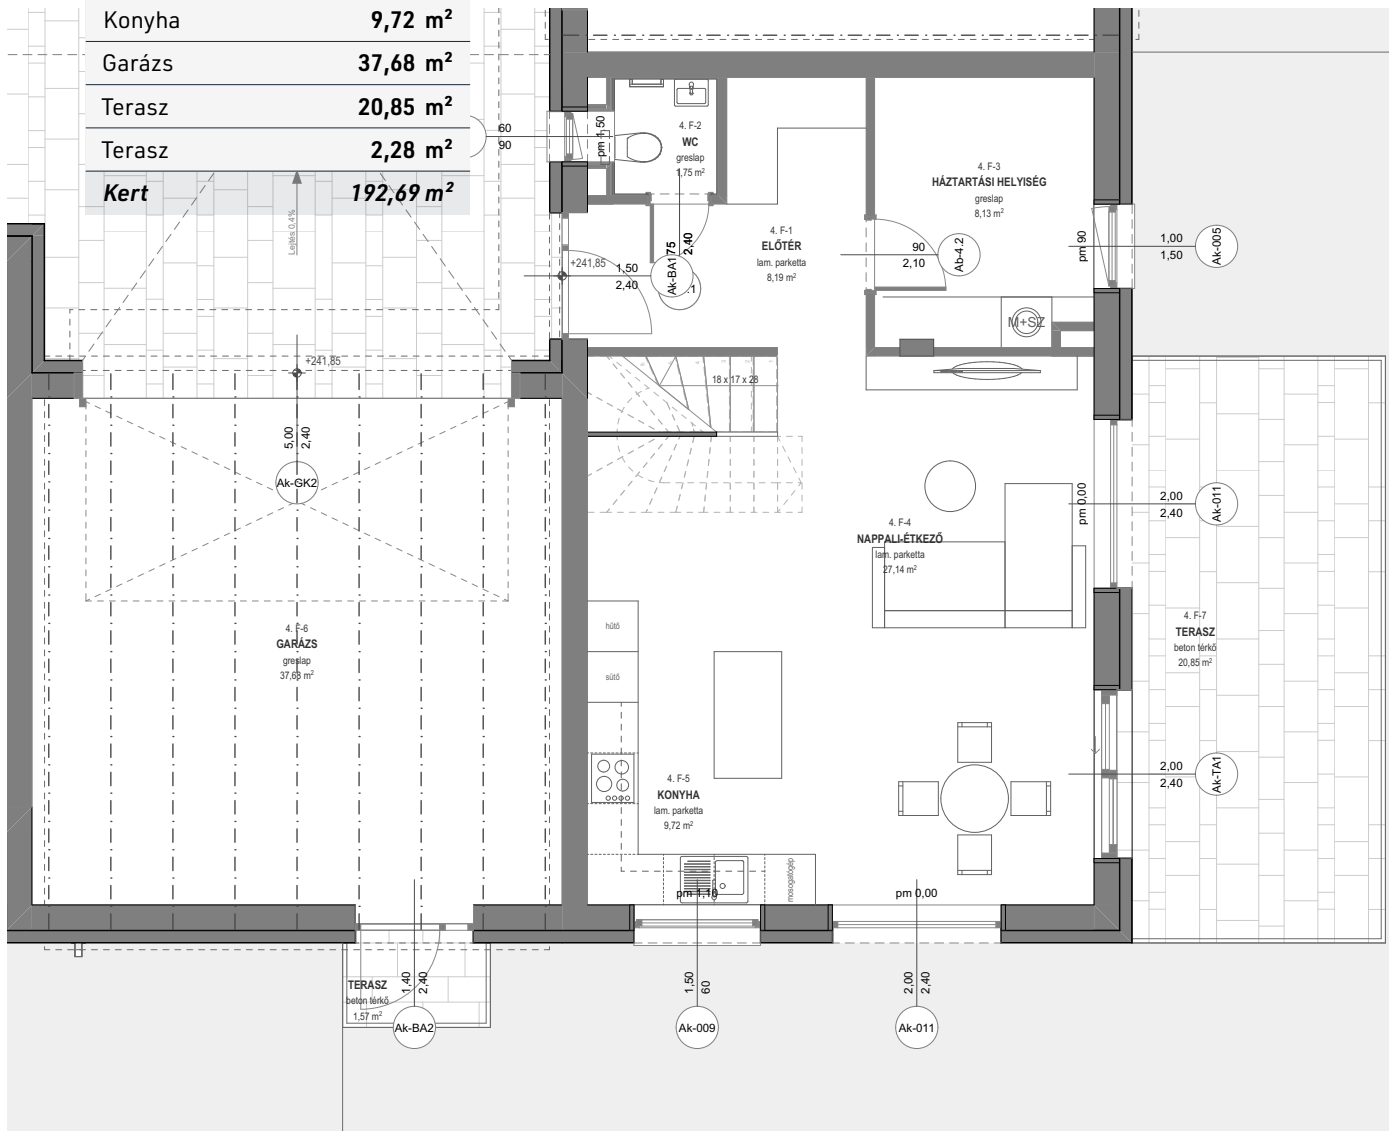 Konyha 9,72 m²
Garázs 37,68 m²
Terasz 20,85 m²
Terasz 2,28 m²
Kert 192,69 m²
60
90
pm 1,50
4. F-2
WC
greslap
1,75 m²
4. F-3
HÁZTARTÁSI HELYISÉG
greslap
8,13 m²
Lejtés 0,4%
4. F-1
ELŐTÉR
lam. parketta
8,19 m²
+241,85
1,50
2,40
Ak-BA1
75
2,40
90
2,10
Ab-4.2
pm 90
1,00
1,50
Ak-005
M+SZ
+241,85
18 x 17 x 28
5,00
2,40
Ak-GK2
4. F-4
NAPPALI-ÉTKEZŐ
lam. parketta
27,14 m²
pm 0,00
2,00
2,40
Ak-011
hűtő
sütő
4. F-6
GARÁZS
greslap
37,68 m²
4. F-7
TERASZ
beton térkő
20,85 m²
2,00
2,40
Ak-TA1
4. F-5
KONYHA
lam. parketta
9,72 m²
mosogatógép
pm 1,10
pm 0,00
TERASZ
beton térkő
1,57 m²
1,40
2,40
Ak-BA2
1,50
60
Ak-009
2,00
2,40
Ak-011